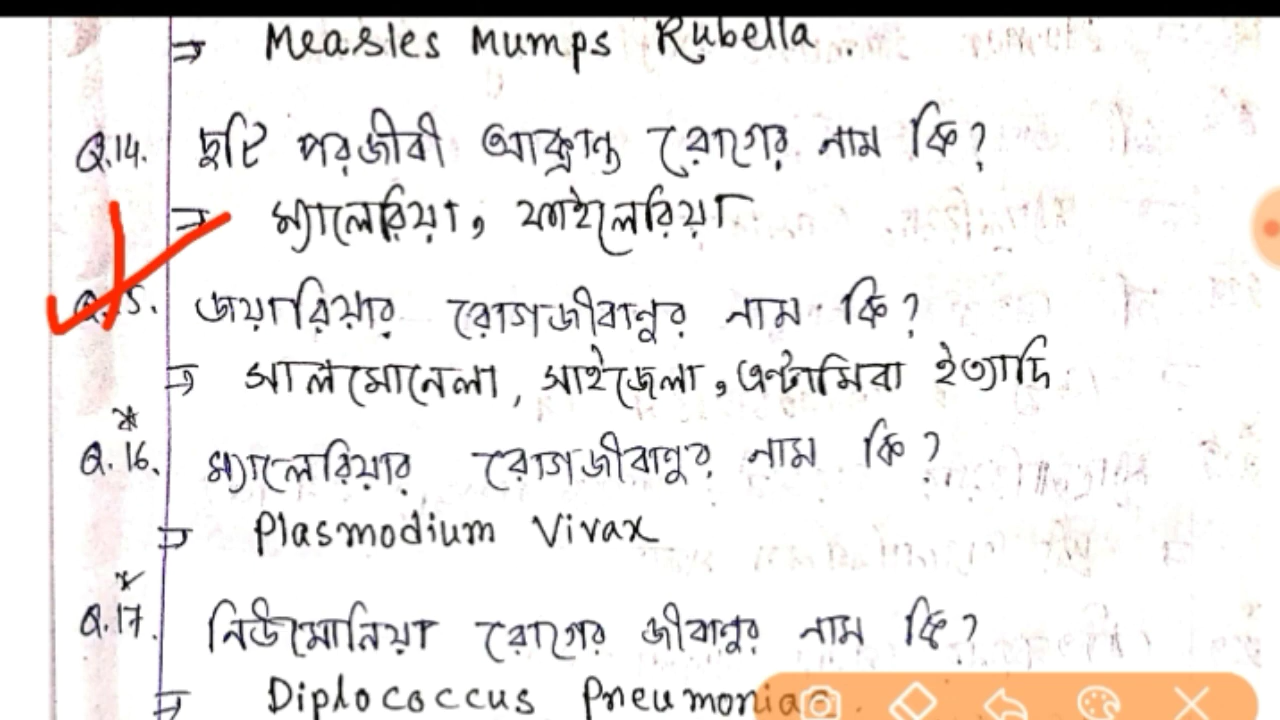 ⇒ Measles Mumps Rubella.
Q.14. দুটি পরজীবী আক্রান্ত রোগের নাম কি?
⇒ ম্যালেরিয়া, ফাইলেরিয়া
জয়ারিয়ার রোগজীবানুর নাম কি?
⇒ সালমোনেলা, সাইজেলা, এন্টামিবা ইত্যাদি
Q.16. ম্যালেরিয়ার রোগজীবানুর নাম কি?
⇒ Plasmodium Vivax
Q.17. নিউমোনিয়া রোগের জীবানুর নাম কি?
⇒ Diplococcus Pneumoniae.